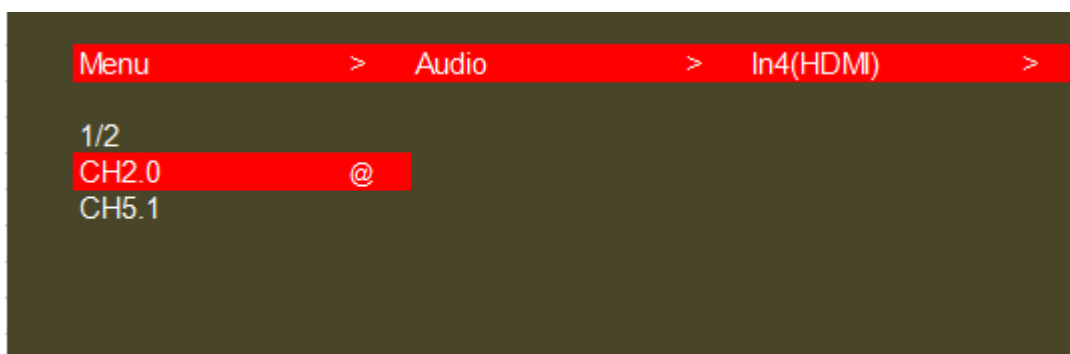 Menu > Audio > In4(HDMI) >
1/2
CH2.0 @
CH5.1